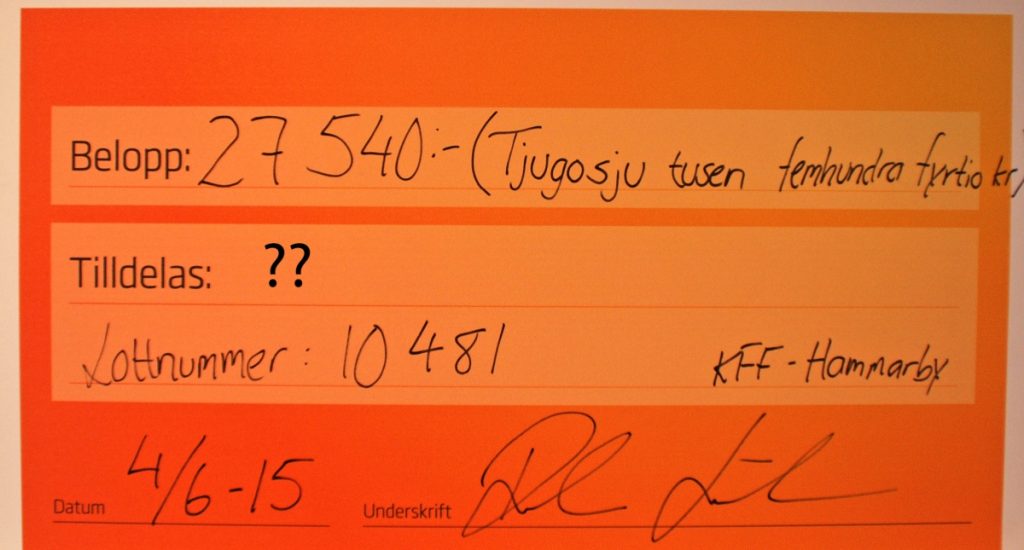 Belopp: 27 540:- (Tjugosju tusen femhundra fyrtio kr)
Tilldelas: ??
Lottnummer: 10 481 KFF - Hammarby
Datum 4/6-15 Underskrift